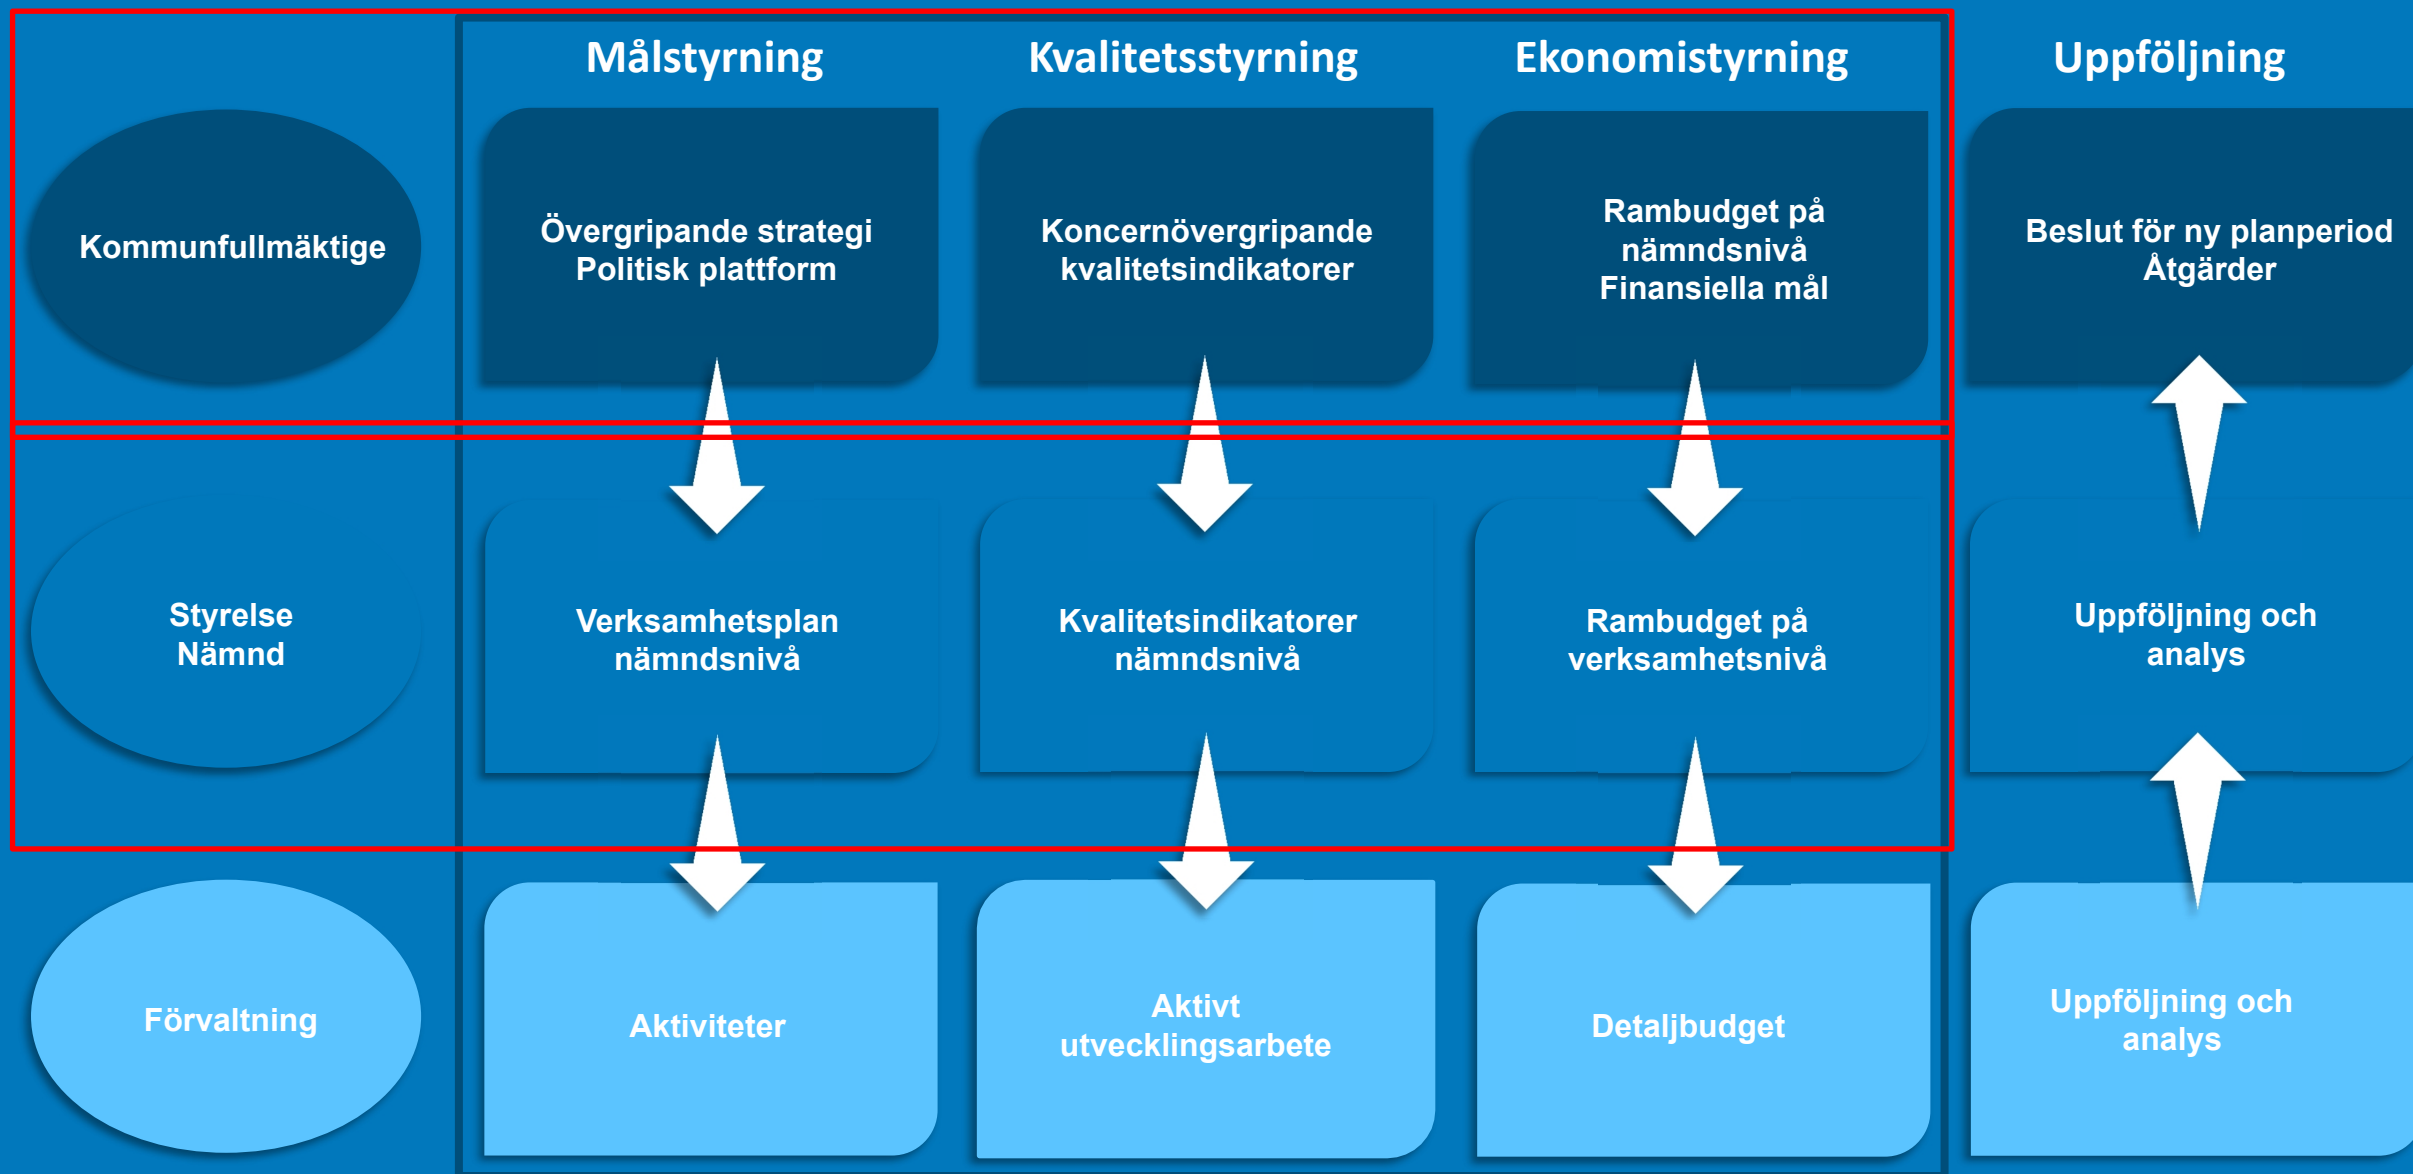 Målstyrning
Kvalitetsstyrning
Ekonomistyrning
Uppföljning
Kommunfullmäktige
Övergripande strategi
Politisk plattform
Koncernövergripande
kvalitetsindikatorer
Rambudget på
nämndsnivå
Finansiella mål
Beslut för ny planperiod
Åtgärder
Styrelse
Nämnd
Verksamhetsplan
nämndsnivå
Kvalitetsindikatorer
nämndsnivå
Rambudget på
verksamhetsnivå
Uppföljning och
analys
Förvaltning
Aktiviteter
Aktivt
utvecklingsarbete
Detaljbudget
Uppföljning och
analys